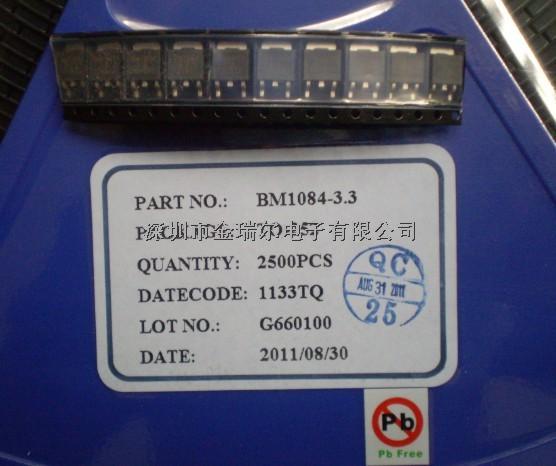 PART NO.: BM1084-3.3
深圳市金瑞尔电子有限公司
QUANTITY: 2500PCS
DATECODE: 1133TQ
LOT NO.: G660100
DATE: 2011/08/30
QC
AUG 31 2011
25
Pb
Pb Free